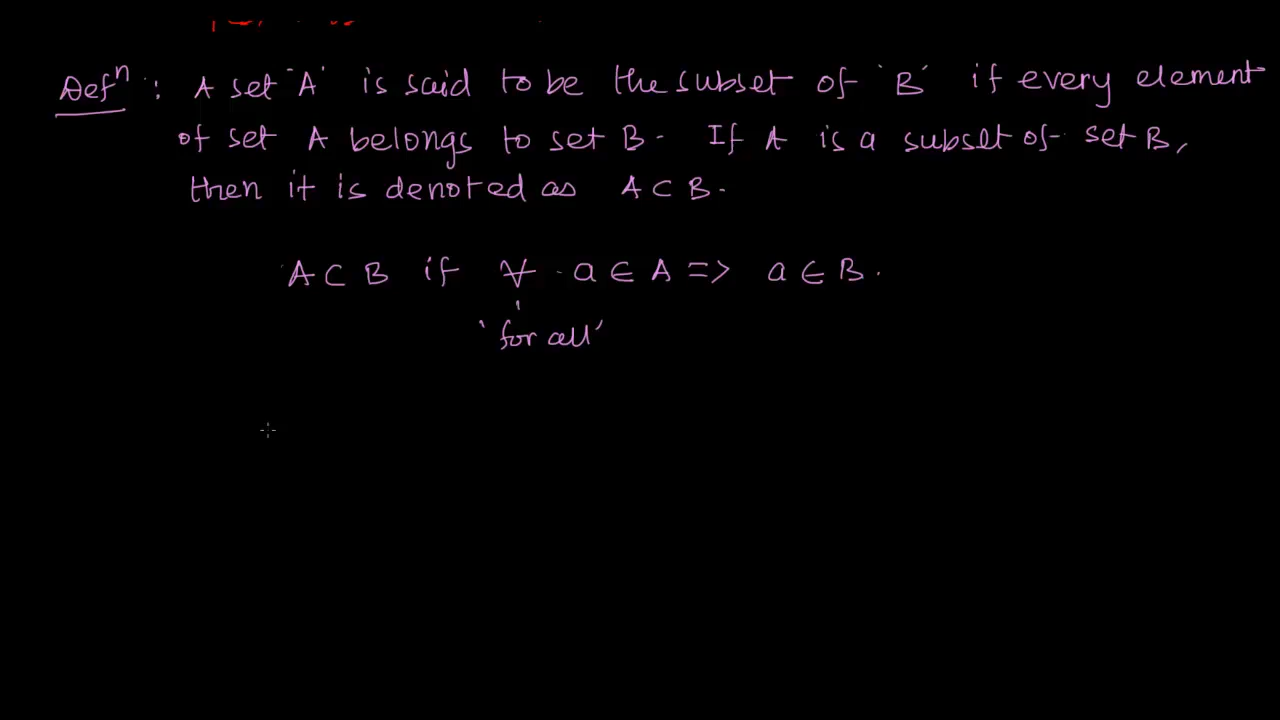 Defⁿ : A set 'A' is said to be the subset of 'B' if every element
of set A belongs to set B. If A is a subset of set B,
then it is denoted as A ⊂ B.
A ⊂ B if ∀ a ∈ A => a ∈ B.
'for all'